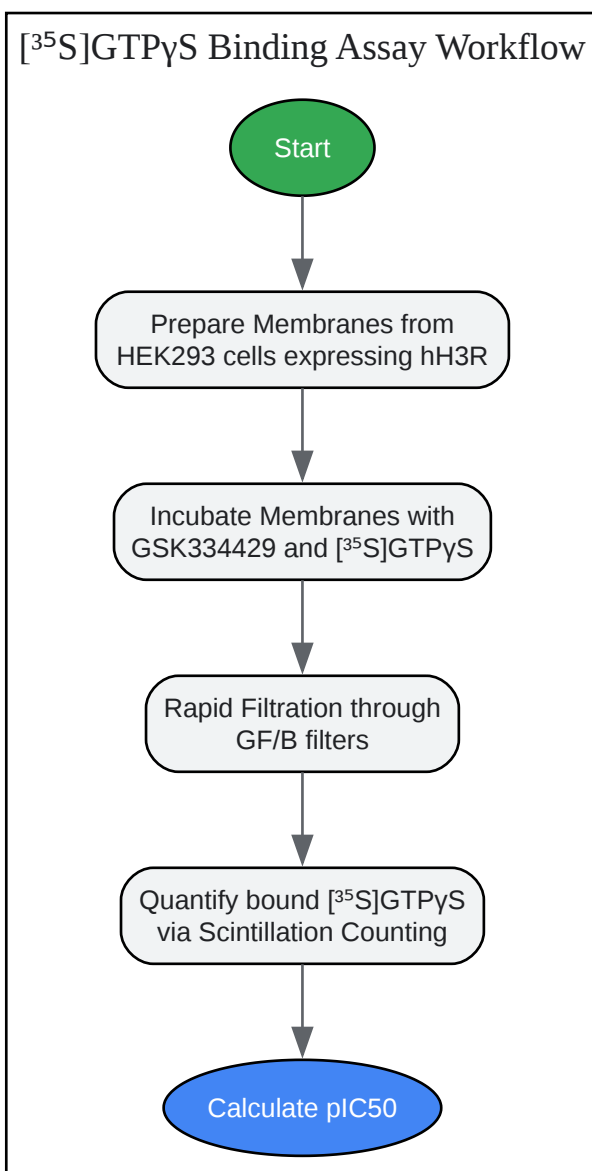 [³⁵S]GTPγS Binding Assay Workflow
Start
Prepare Membranes from
HEK293 cells expressing hH3R
Incubate Membranes with
GSK334429 and [³⁵S]GTPγS
Rapid Filtration through
GF/B filters
Quantify bound [³⁵S]GTPγS
via Scintillation Counting
Calculate pIC50